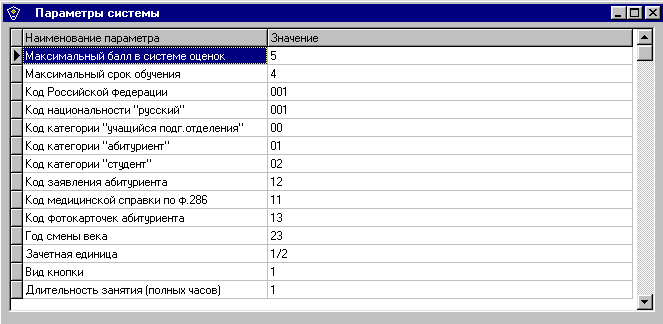 Параметры системы
Наименование параметра Значение
Максимальный балл в системе оценок 5
Максимальный срок обучения 4
Код Российской Федерации 001
Код национальности "русский" 001
Код категории "учащийся подг.отделения" 00
Код категории "абитуриент" 01
Код категории "студент" 02
Код заявления абитуриента 12
Код медицинской справки по ф.286 11
Код фотокарточек абитуриента 13
Год смены века 23
Зачетная единица 1/2
Вид кнопки 1
Длительность занятия (полных часов) 1